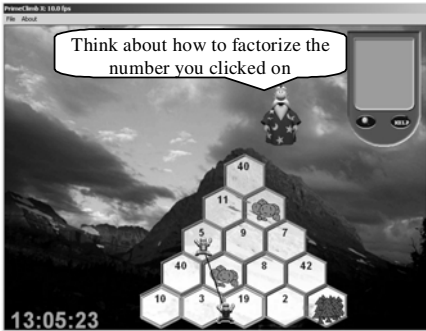 PrimeClimb X: 10.0 fps
File About
Think about how to factorize the
number you clicked on
HELP
40
11
5 9 7
40 8 42
10 3 19 2
13:05:23